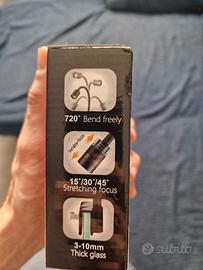 720° Bend freely
15°/30°/45°
Stretching focus
3-10mm
Thick glass
subito